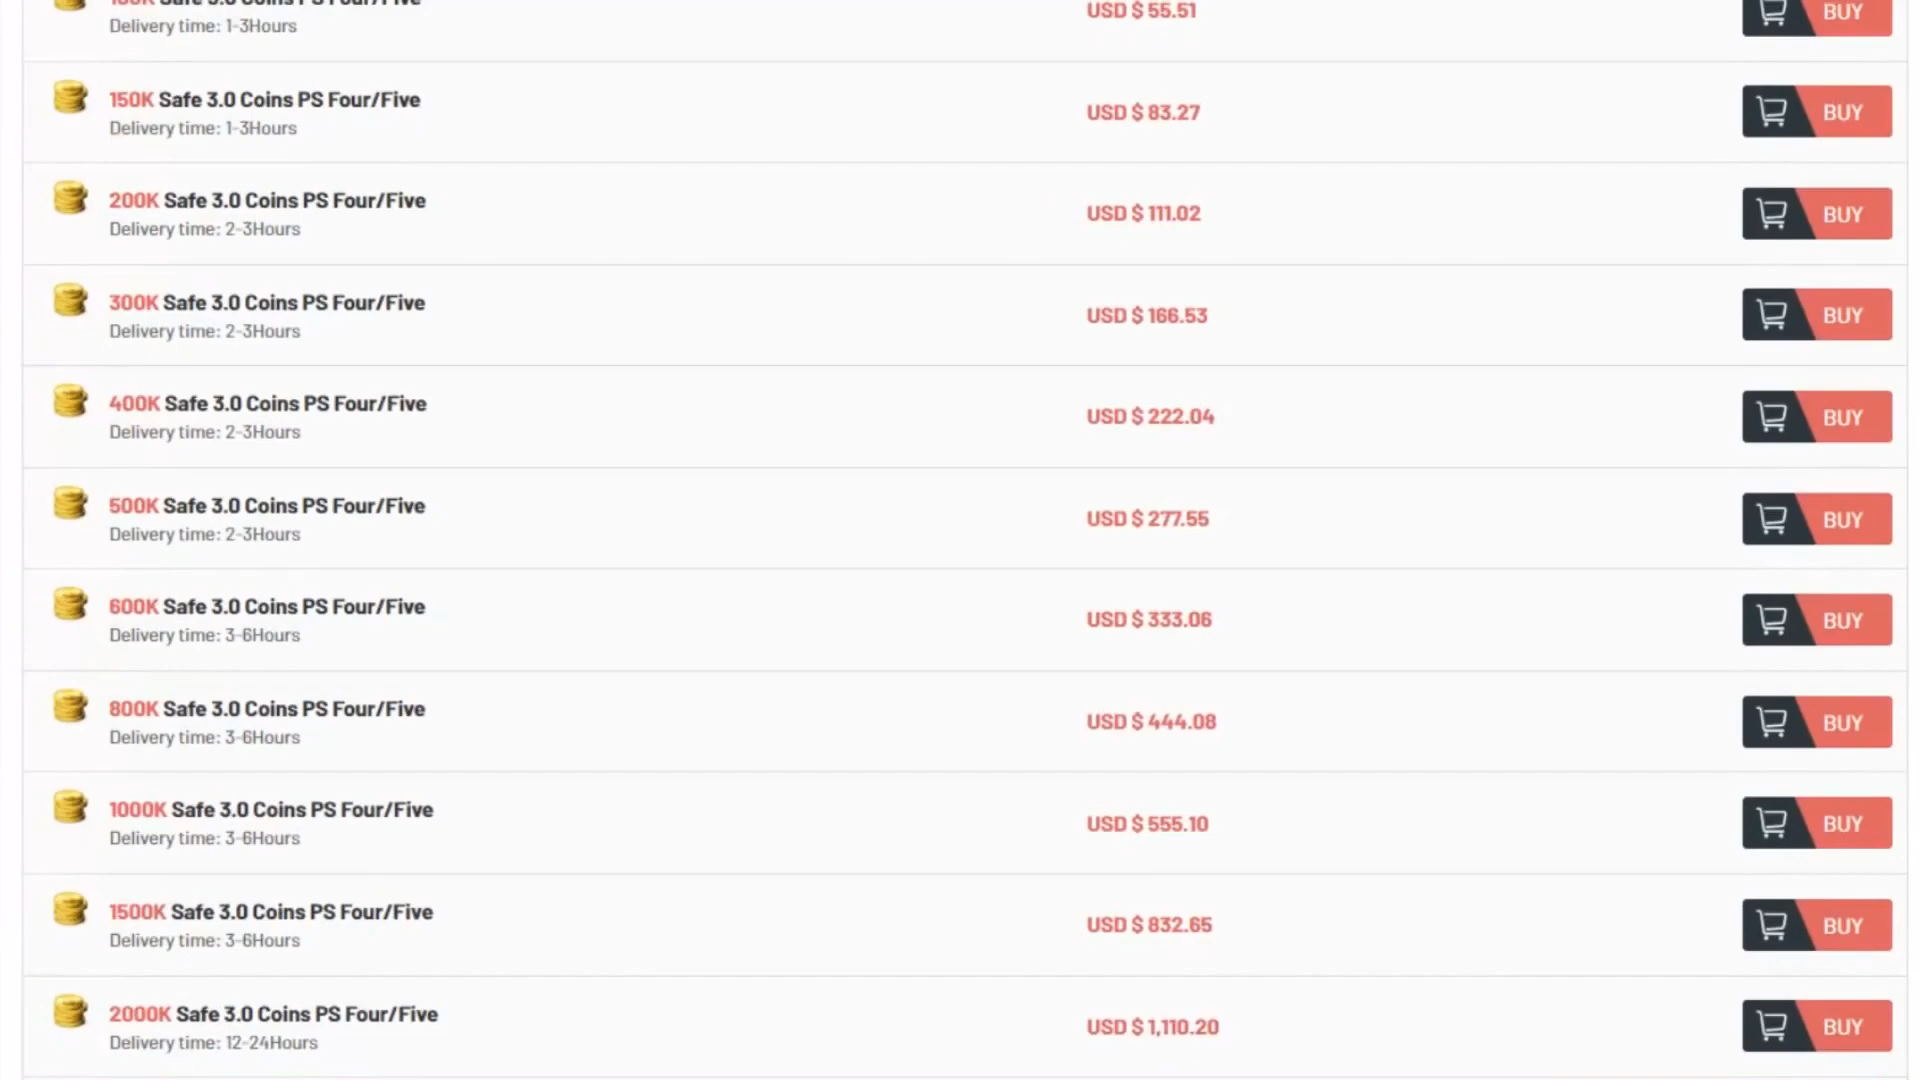 100K Safe 3.0 Coins PS Four/Five
Delivery time: 1-3Hours
USD $ 55.51
BUY
150K Safe 3.0 Coins PS Four/Five
Delivery time: 1-3Hours
USD $ 83.27
BUY
200K Safe 3.0 Coins PS Four/Five
Delivery time: 2-3Hours
USD $ 111.02
BUY
300K Safe 3.0 Coins PS Four/Five
Delivery time: 2-3Hours
USD $ 166.53
BUY
400K Safe 3.0 Coins PS Four/Five
Delivery time: 2-3Hours
USD $ 222.04
BUY
500K Safe 3.0 Coins PS Four/Five
Delivery time: 2-3Hours
USD $ 277.55
BUY
600K Safe 3.0 Coins PS Four/Five
Delivery time: 3-6Hours
USD $ 333.06
BUY
800K Safe 3.0 Coins PS Four/Five
Delivery time: 3-6Hours
USD $ 444.08
BUY
1000K Safe 3.0 Coins PS Four/Five
Delivery time: 3-6Hours
USD $ 555.10
BUY
1500K Safe 3.0 Coins PS Four/Five
Delivery time: 3-6Hours
USD $ 832.65
BUY
2000K Safe 3.0 Coins PS Four/Five
Delivery time: 12-24Hours
USD $ 1,110.20
BUY